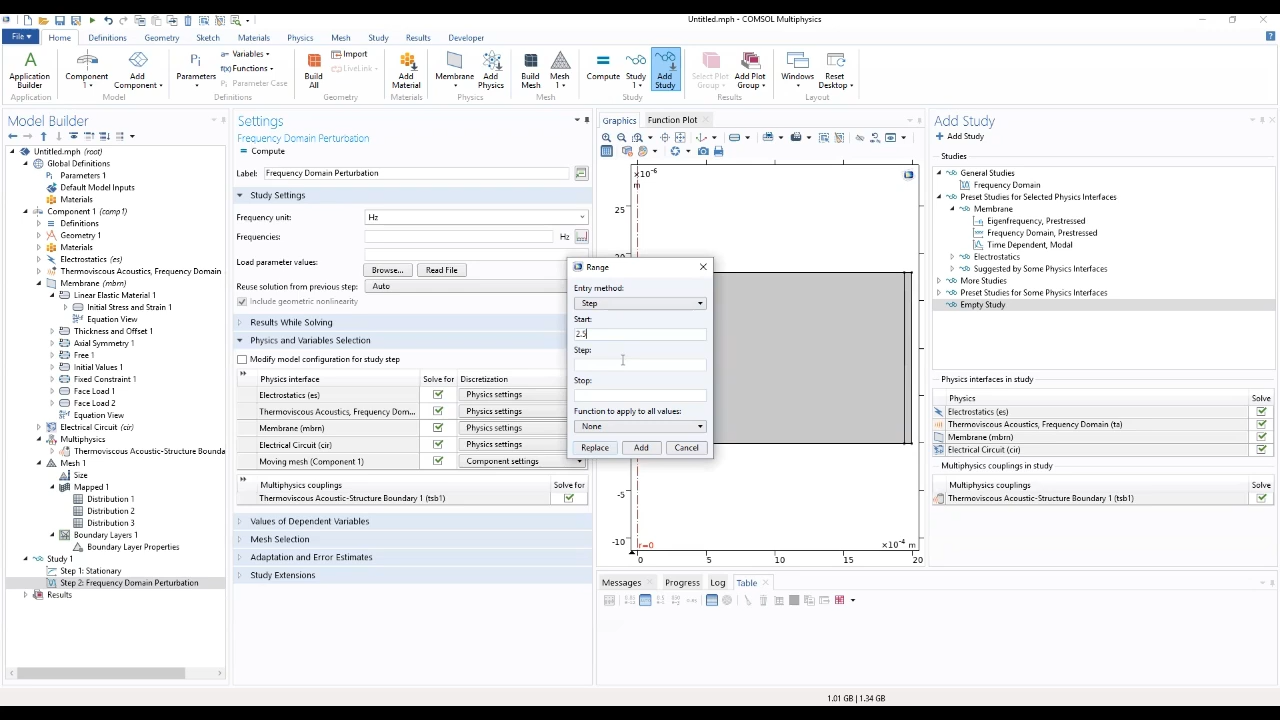 Untitled.mph - COMSOL Multiphysics
File
Home
Definitions
Geometry
Sketch
Materials
Physics
Mesh
Study
Results
Developer
Application Builder
Component 1
Add Component
Parameters
Variables
Functions
Parameter Case
Build All
Import
LiveLink
Add Material
Membrane
Add Physics
Build Mesh
Mesh 1
Compute
Study 1
Add Study
Select Plot Group
Add Plot Group
Windows
Reset Desktop
Application
Model
Definitions
Geometry
Materials
Physics
Mesh
Study
Results
Layout
Model Builder
Untitled.mph (root)
Global Definitions
Parameters 1
Default Model Inputs
Materials
Component 1 (comp1)
Definitions
Geometry 1
Materials
Electrostatics (es)
Thermoviscous Acoustics, Frequency Domain
Membrane (mbrn)
Linear Elastic Material 1
Initial Stress and Strain 1
Equation View
Thickness and Offset 1
Axial Symmetry 1
Free 1
Initial Values 1
Fixed Constraint 1
Face Load 1
Face Load 2
Equation View
Electrical Circuit (cir)
Multiphysics
Thermoviscous Acoustic-Structure Bounda
Mesh 1
Size
Mapped 1
Distribution 1
Distribution 2
Distribution 3
Boundary Layers 1
Boundary Layer Properties
Study 1
Step 1: Stationary
Step 2: Frequency Domain Perturbation
Results
Settings
Frequency Domain Perturbation
= Compute
Label: Frequency Domain Perturbation
Study Settings
Frequency unit: Hz
Frequencies: Hz
Load parameter values:
Browse... Read File
Reuse solution from previous step: Auto
Include geometric nonlinearity
Results While Solving
Physics and Variables Selection
Modify model configuration for study step
Physics interface Solve for Discretization
Electrostatics (es) Physics settings
Thermoviscous Acoustics, Frequency Dom... Physics settings
Membrane (mbrn) Physics settings
Electrical Circuit (cir) Physics settings
Moving mesh (Component 1) Component settings
Multiphysics couplings Solve for
Thermoviscous Acoustic-Structure Boundary 1 (tsb1)
Values of Dependent Variables
Mesh Selection
Adaptation and Error Estimates
Study Extensions
Graphics
Function Plot
×10⁻⁶
m
25
-5
-10
r=0
0 5 10 15 20
×10⁻⁴ m
Range
Entry method:
Step
Start:
2.5
Step:
Stop:
Function to apply to all values:
None
Replace Add Cancel
Messages
Progress
Log
Table
Add Study
+ Add Study
Studies
General Studies
Frequency Domain
Preset Studies for Selected Physics Interfaces
Membrane
Eigenfrequency, Prestressed
Frequency Domain, Prestressed
Time Dependent, Modal
Electrostatics
Suggested by Some Physics Interfaces
More Studies
Preset Studies for Some Physics Interfaces
Empty Study
Physics interfaces in study
Physics Solve
Electrostatics (es)
Thermoviscous Acoustics, Frequency Domain (ta)
Membrane (mbrn)
Electrical Circuit (cir)
Multiphysics couplings in study
Multiphysics couplings Solve
Thermoviscous Acoustic-Structure Boundary 1 (tsb1)
1.01 GB | 1.34 GB